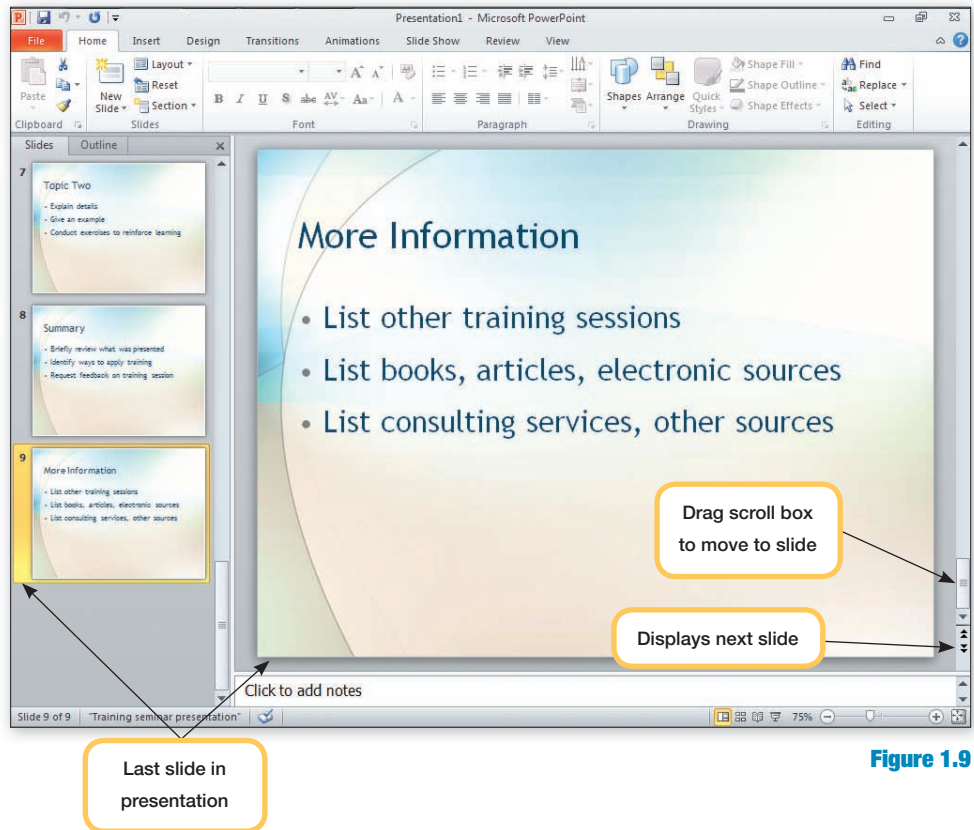 Presentation1 - Microsoft PowerPoint
File Home Insert Design Transitions Animations Slide Show Review View
Paste
Clipboard
New Slide
Layout
Reset
Section
Slides
B I U S abc AV Aa A
Font
Paragraph
Shapes Arrange Quick Styles
Shape Fill
Shape Outline
Shape Effects
Drawing
Find
Replace
Select
Editing
Slides Outline
7
Topic Two
- Explain details
- Give an example
- Conduct exercises to reinforce learning
8
Summary
- Briefly review what was presented
- Identify ways to apply training
- Request feedback on training session
9
More Information
- List other training sessions
- List books, articles, electronic sources
- List consulting services, other sources
More Information
• List other training sessions
• List books, articles, electronic sources
• List consulting services, other sources
Drag scroll box
to move to slide
Displays next slide
Click to add notes
Slide 9 of 9 "Training seminar presentation" 75%
Last slide in
presentation
Figure 1.9